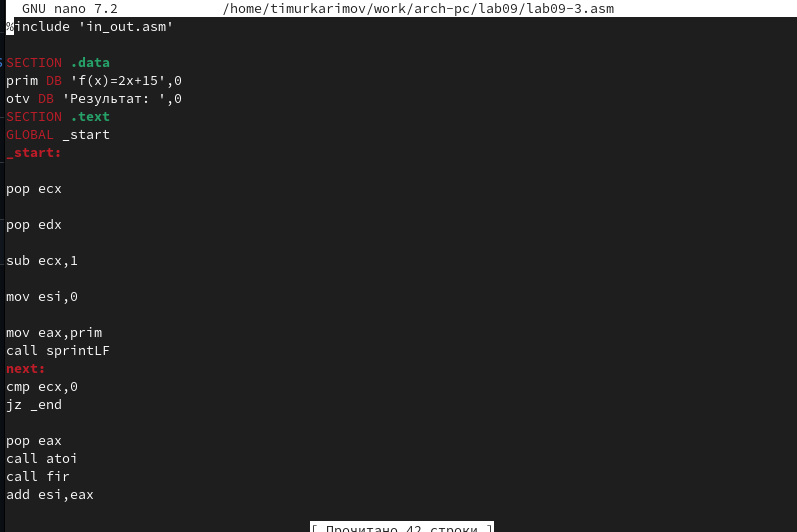 GNU nano 7.2 /home/timurkarimov/work/arch-pc/lab09/lab09-3.asm
%include 'in_out.asm'
SECTION .data
prim DB 'f(x)=2x+15',0
otv DB 'Результат: ',0
SECTION .text
GLOBAL _start
_start:
pop ecx
pop edx
sub ecx,1
mov esi,0
mov eax,prim
call sprintLF
next:
cmp ecx,0
jz _end
pop eax
call atoi
call fir
add esi,eax
[ Прочитано 42 строки ]